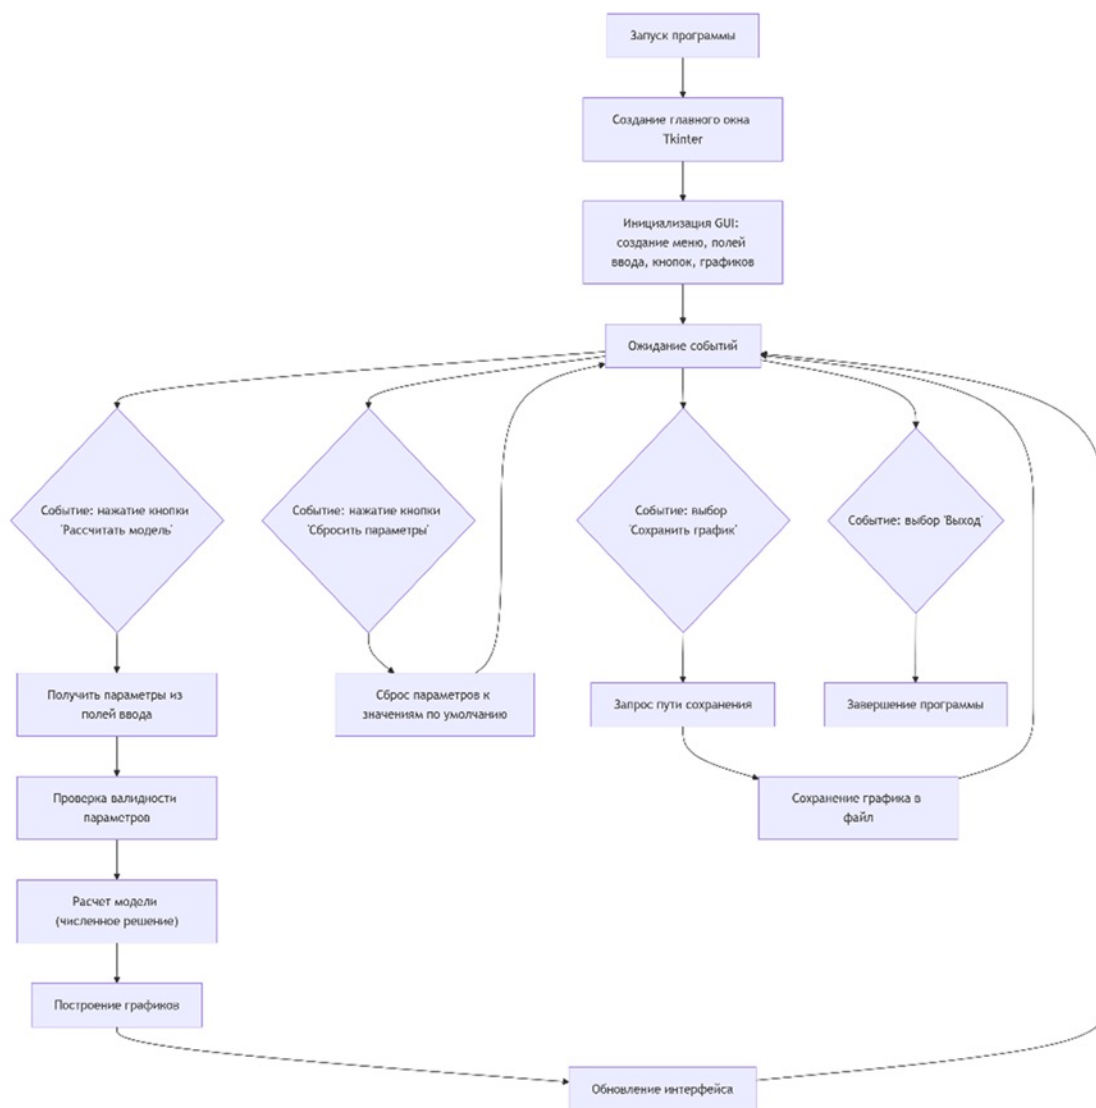 Запуск программы
Создание главного окна
Tkinter
Инициализация GUI:
создание меню, полей
ввода, кнопок, графиков
Ожидание событий
Событие: нажатие кнопки
'Рассчитать модель'
Событие: нажатие кнопки
'Сбросить параметры'
Событие: выбор
'Сохранить график'
Событие: выбор 'Выход'
Получить параметры из
полей ввода
Сброс параметров к
значениям по умолчанию
Запрос пути сохранения
Завершение программы
Проверка валидности
параметров
Сохранение графика в
файл
Расчет модели
(численное решение)
Построение графиков
Обновление интерфейса